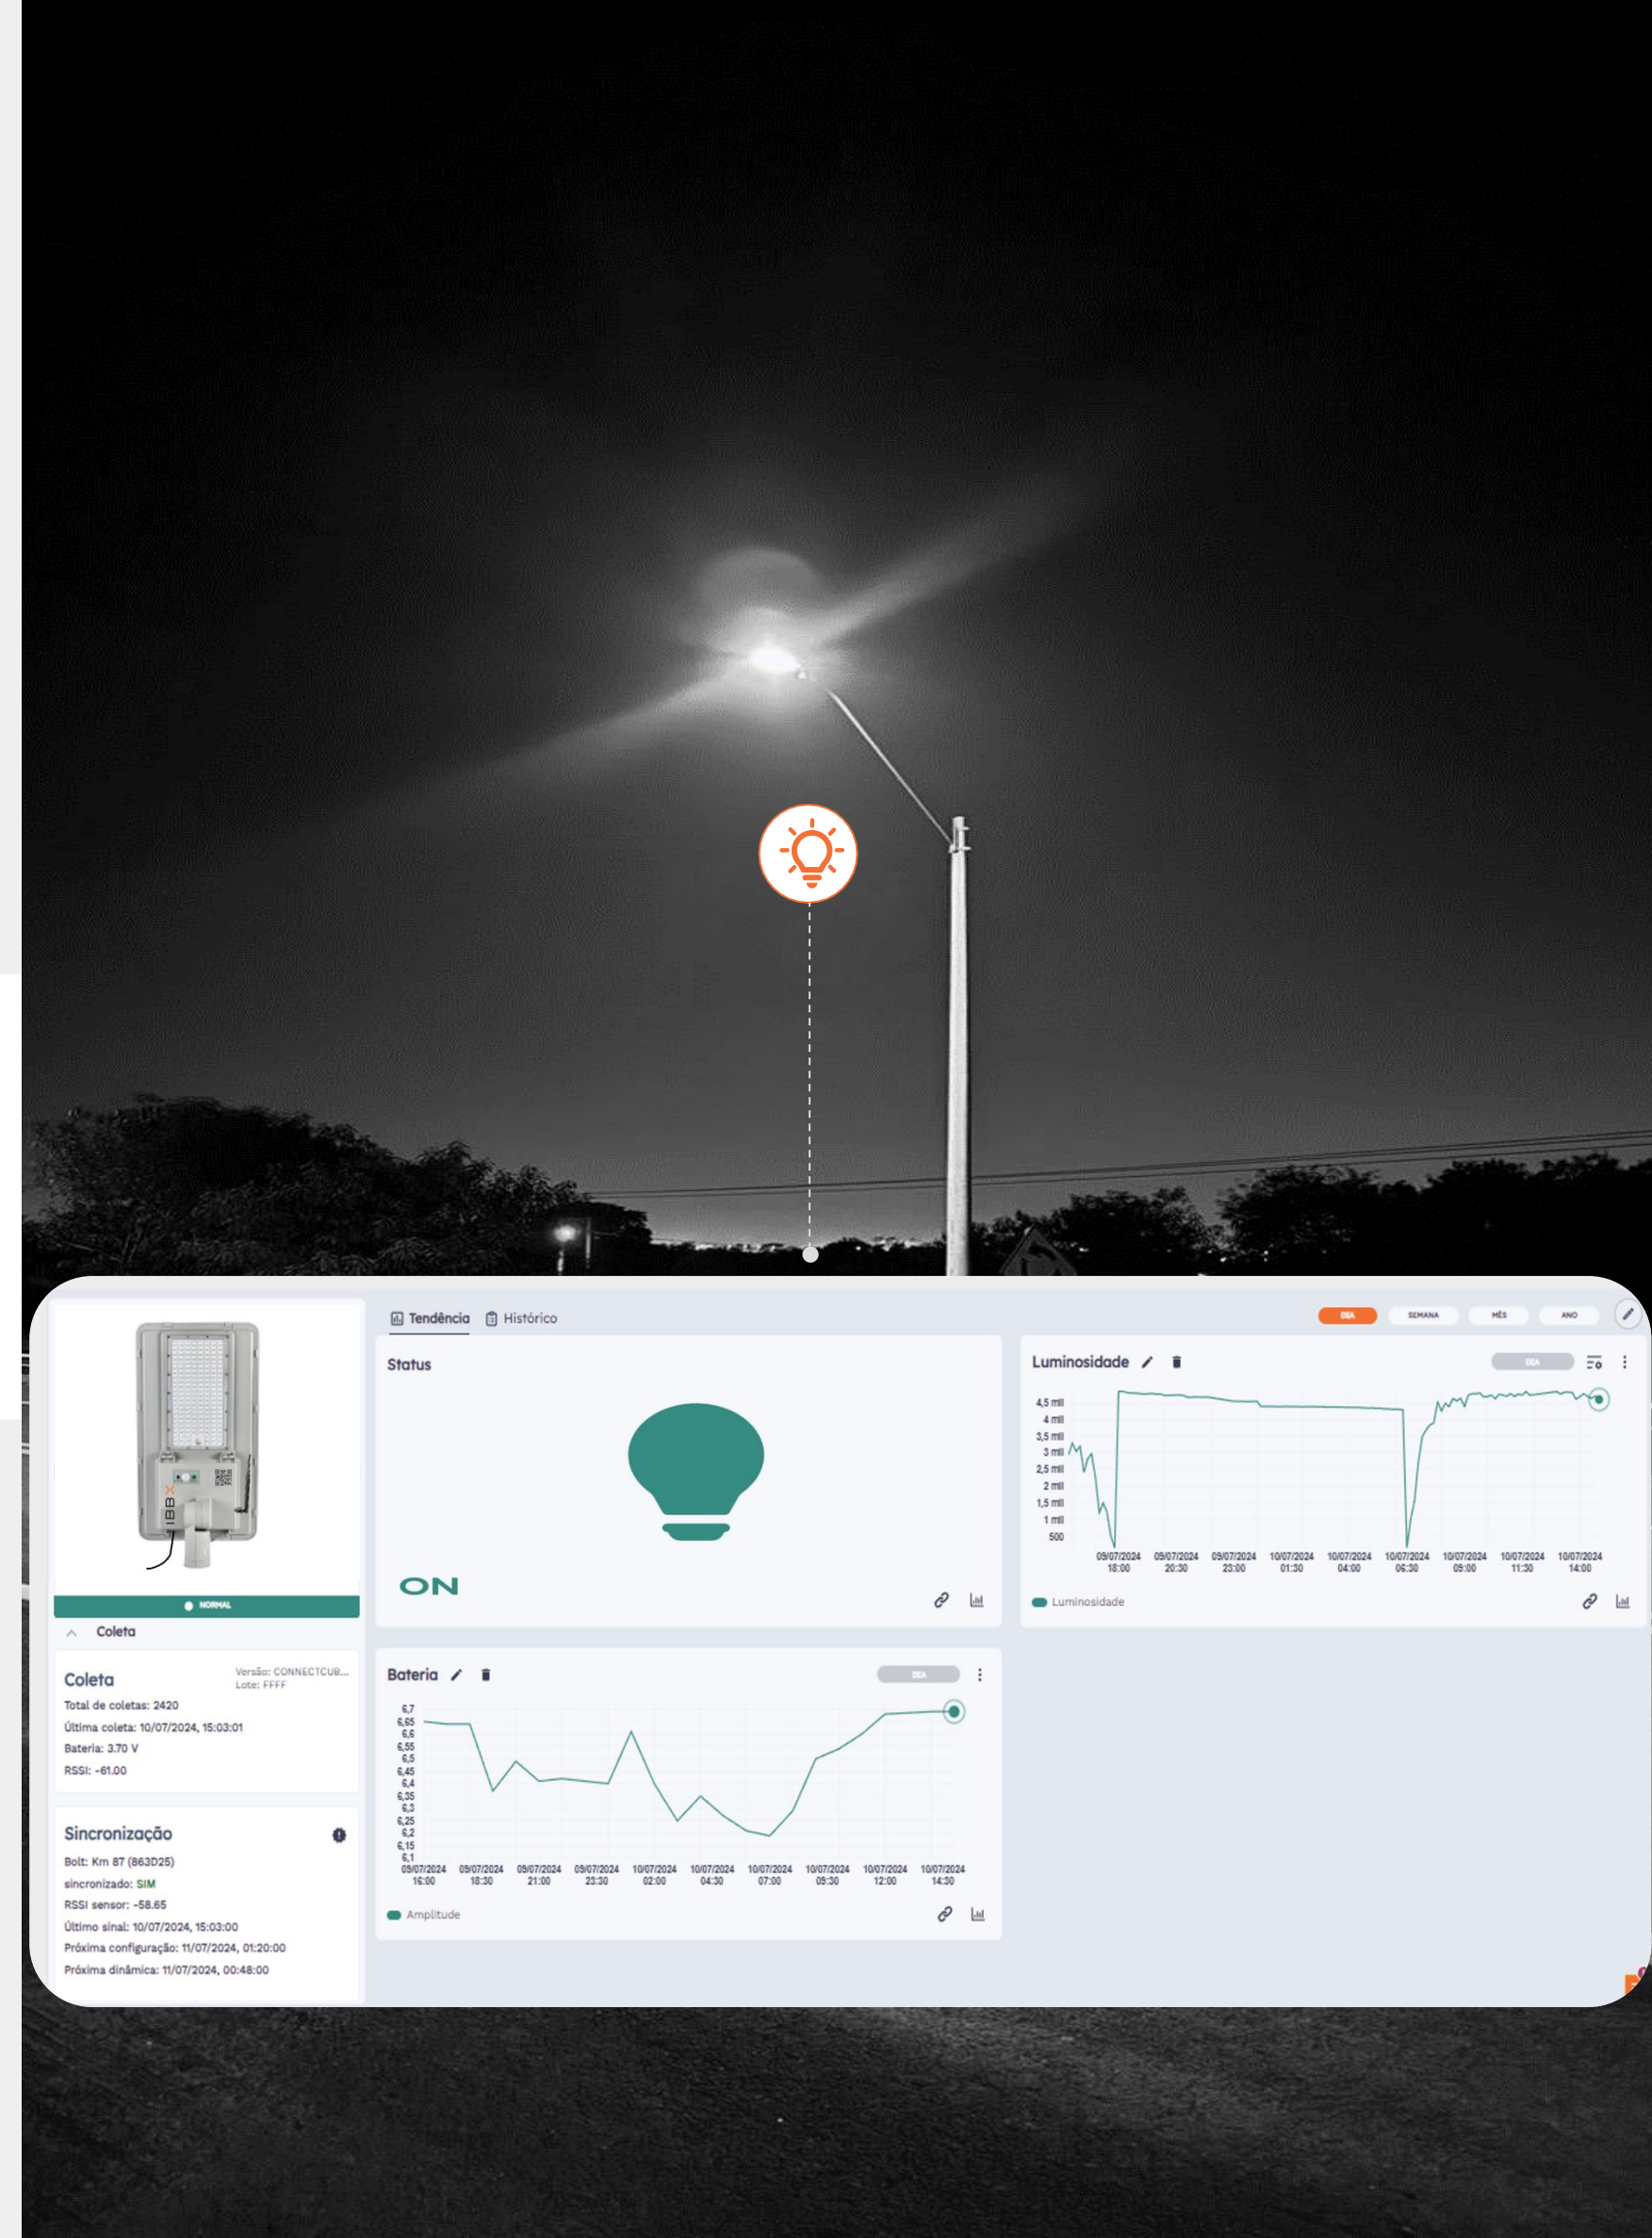 IBBX
NORMAL
Coleta
Coleta
Versão: CONNECTCUB...
Lote: FFFF
Total de coletas: 2420
Última coleta: 10/07/2024, 15:03:01
Bateria: 3.70 V
RSSI: -61.00
Sincronização
Bolt: Km 87 (863D25)
sincronizado: SIM
RSSI sensor: -58.65
Último sinal: 10/07/2024, 15:03:00
Próxima configuração: 11/07/2024, 01:20:00
Próxima dinâmica: 11/07/2024, 00:48:00
Tendência Histórico
DIA SEMANA MÊS ANO
Status
ON
Luminosidade
DIA
4,5 mil
4 mil
3,5 mil
3 mil
2,5 mil
2 mil
1,5 mil
1 mil
500
09/07/2024 09/07/2024 09/07/2024 10/07/2024 10/07/2024 10/07/2024 10/07/2024 10/07/2024 10/07/2024
18:00 20:30 23:00 01:30 04:00 06:30 09:00 11:30 14:00
Luminosidade
Bateria
DIA
6,7
6,65
6,6
6,55
6,5
6,45
6,4
6,35
6,3
6,25
6,2
6,15
6,1
09/07/2024 09/07/2024 09/07/2024 09/07/2024 10/07/2024 10/07/2024 10/07/2024 10/07/2024 10/07/2024 10/07/2024
16:00 18:30 21:00 23:30 02:00 04:30 07:00 09:30 12:00 14:30
Amplitude